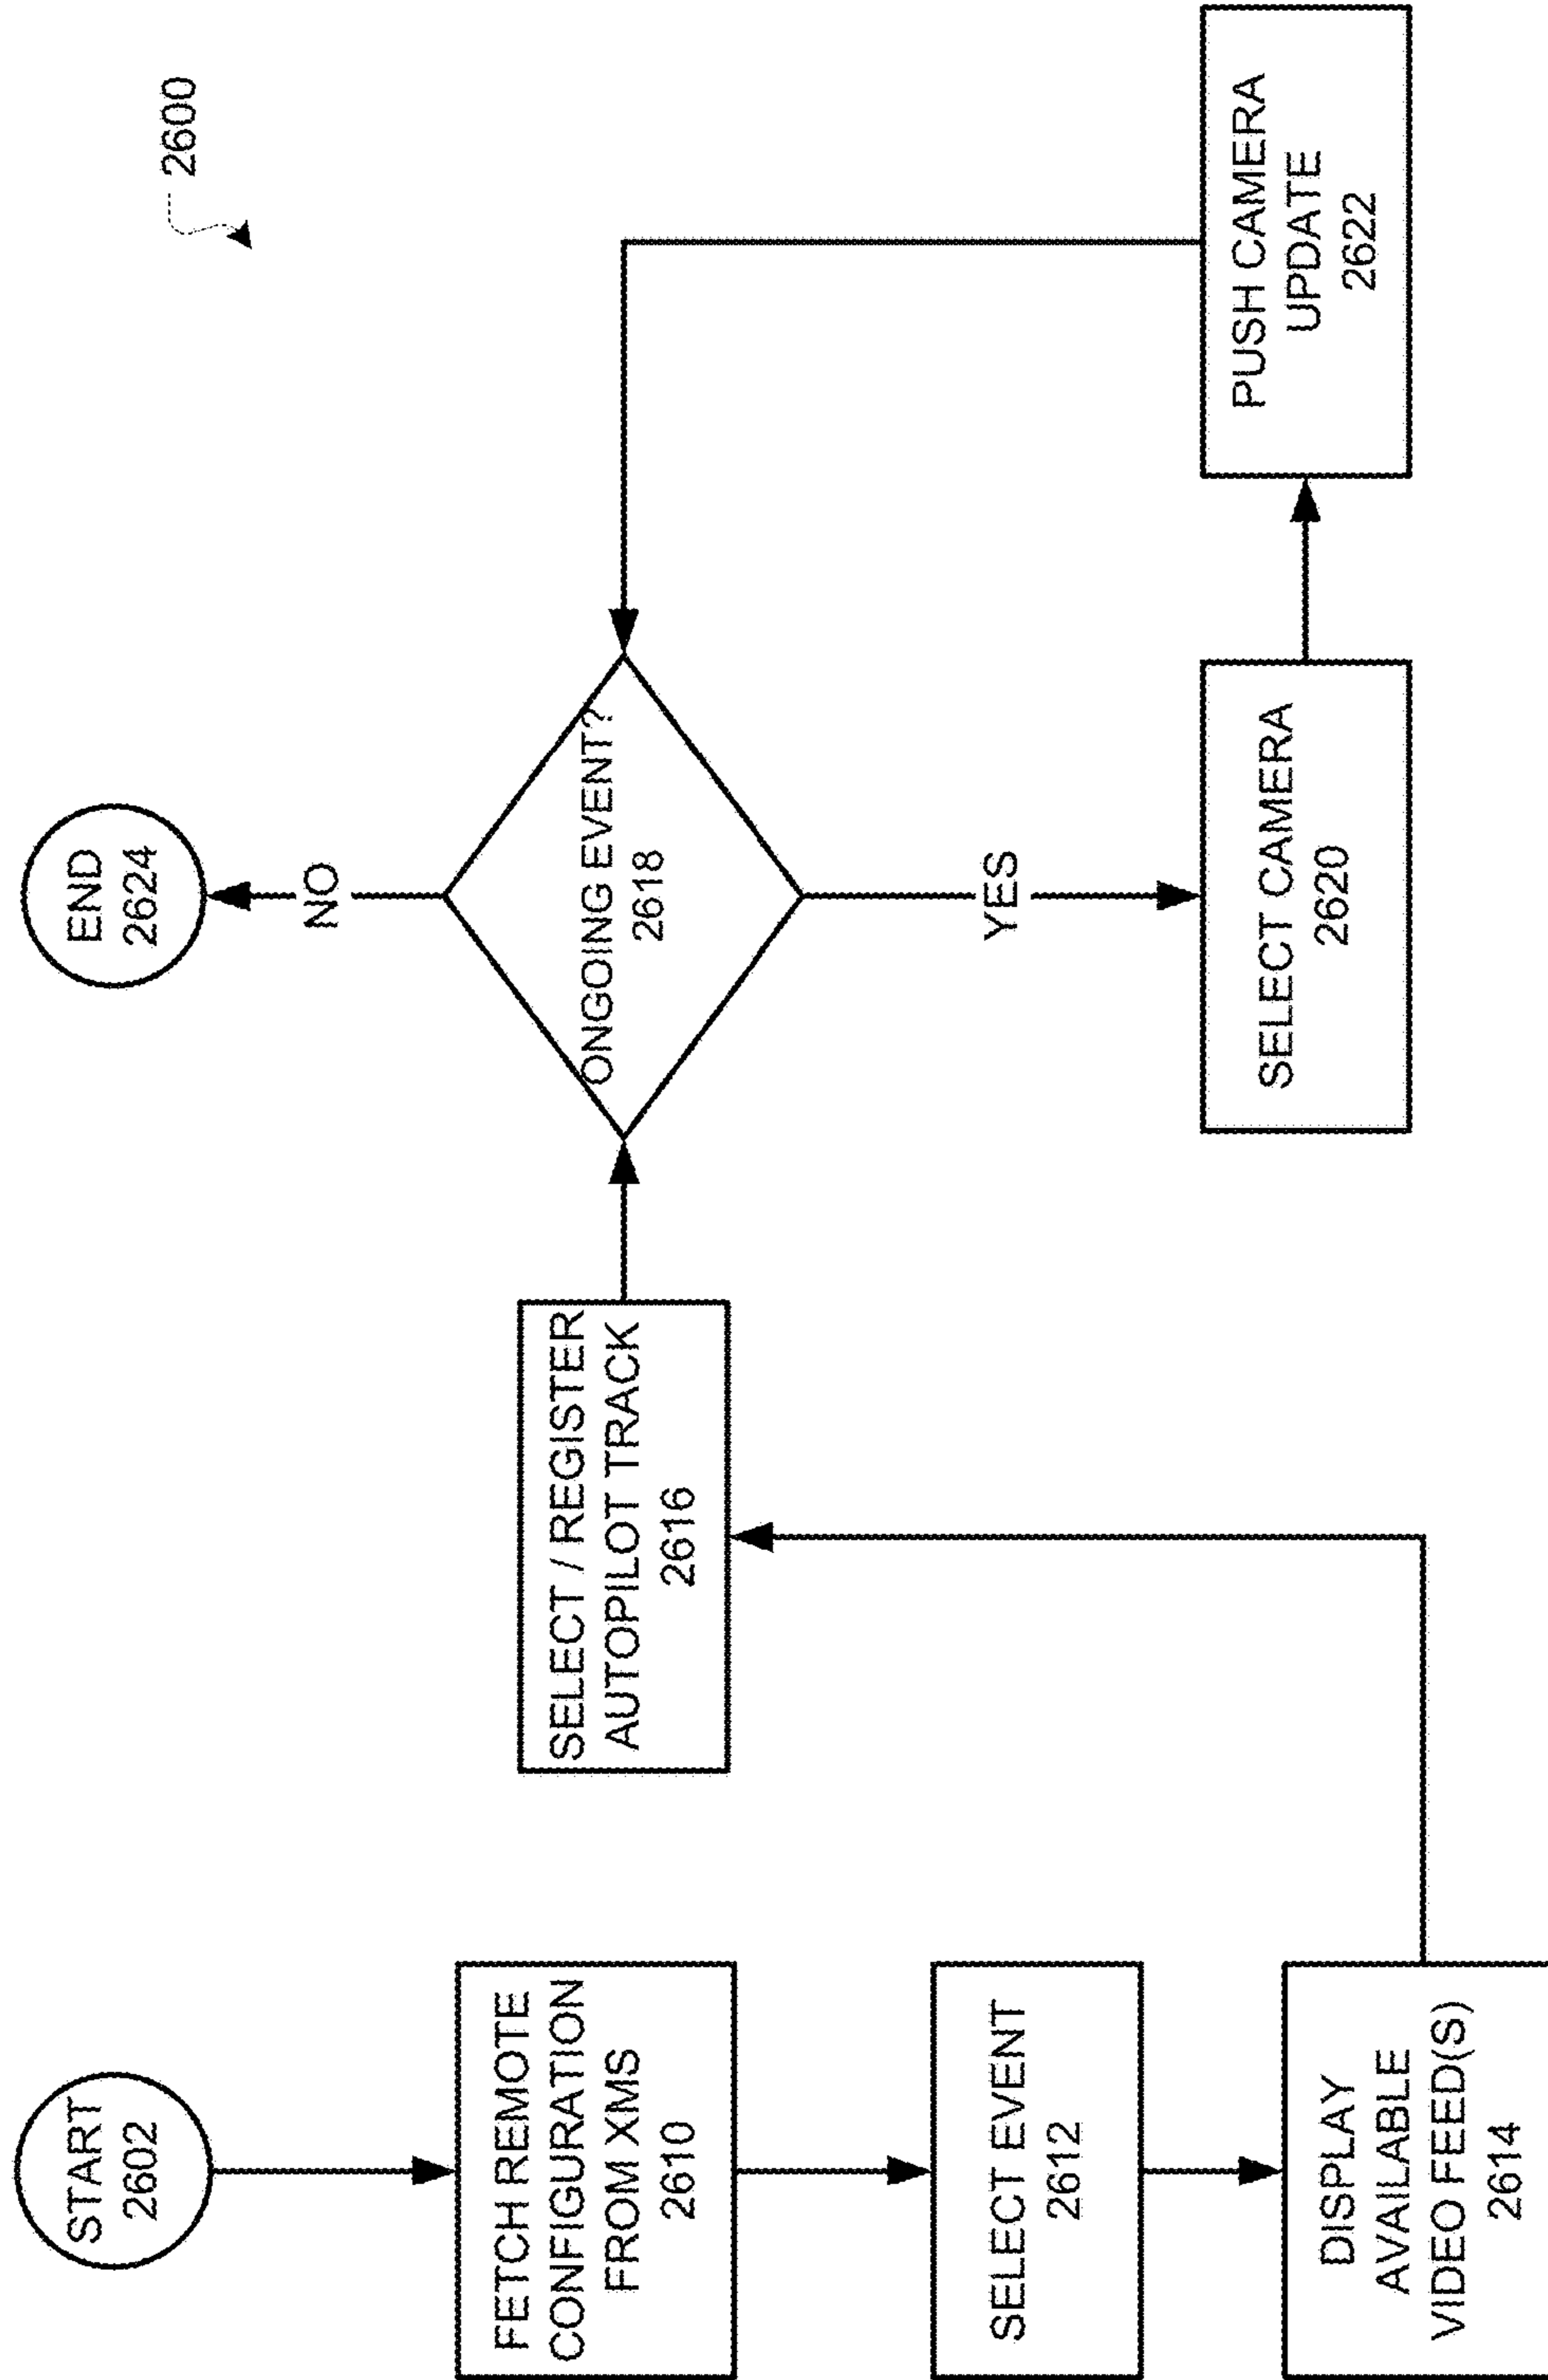 2600
START
2602
FETCH REMOTE
CONFIGURATION
FROM XMS
2610
SELECT EVENT
2612
DISPLAY
AVAILABLE
VIDEO FEED(S)
2614
SELECT / REGISTER
AUTOPILOT TRACK
2616
ONGOING EVENT?
2618
NO
END
2624
YES
SELECT CAMERA
2620
PUSH CAMERA
UPDATE
2622